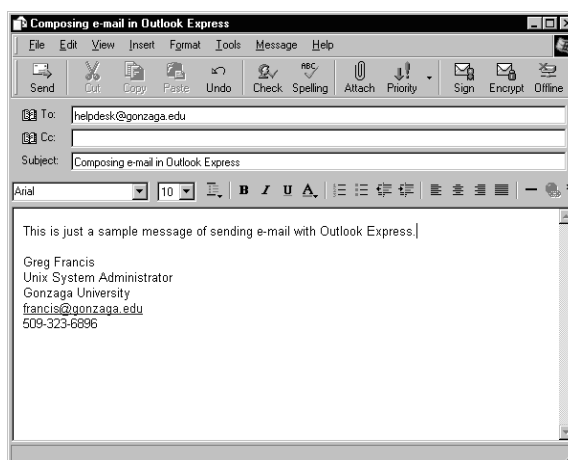 Composing e-mail in Outlook Express
File Edit View Insert Format Tools Message Help
Send Cut Copy Paste Undo Check Spelling Attach Priority Sign Encrypt Offline
To: helpdesk@gonzaga.edu
Cc:
Subject: Composing e-mail in Outlook Express
Arial 10 B I U A
This is just a sample message of sending e-mail with Outlook Express.
Greg Francis
Unix System Administrator
Gonzaga University
francis@gonzaga.edu
509-323-6896